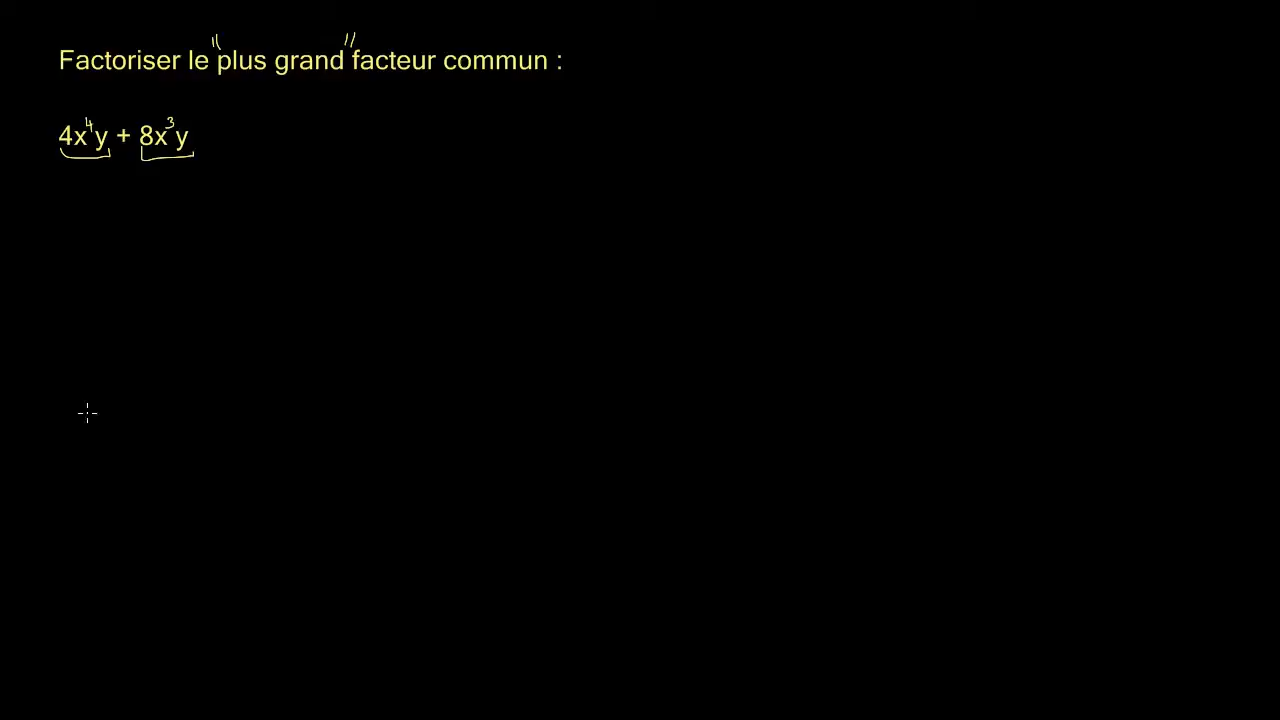 Factoriser le "plus grand" facteur commun :
4x⁴y + 8x³y